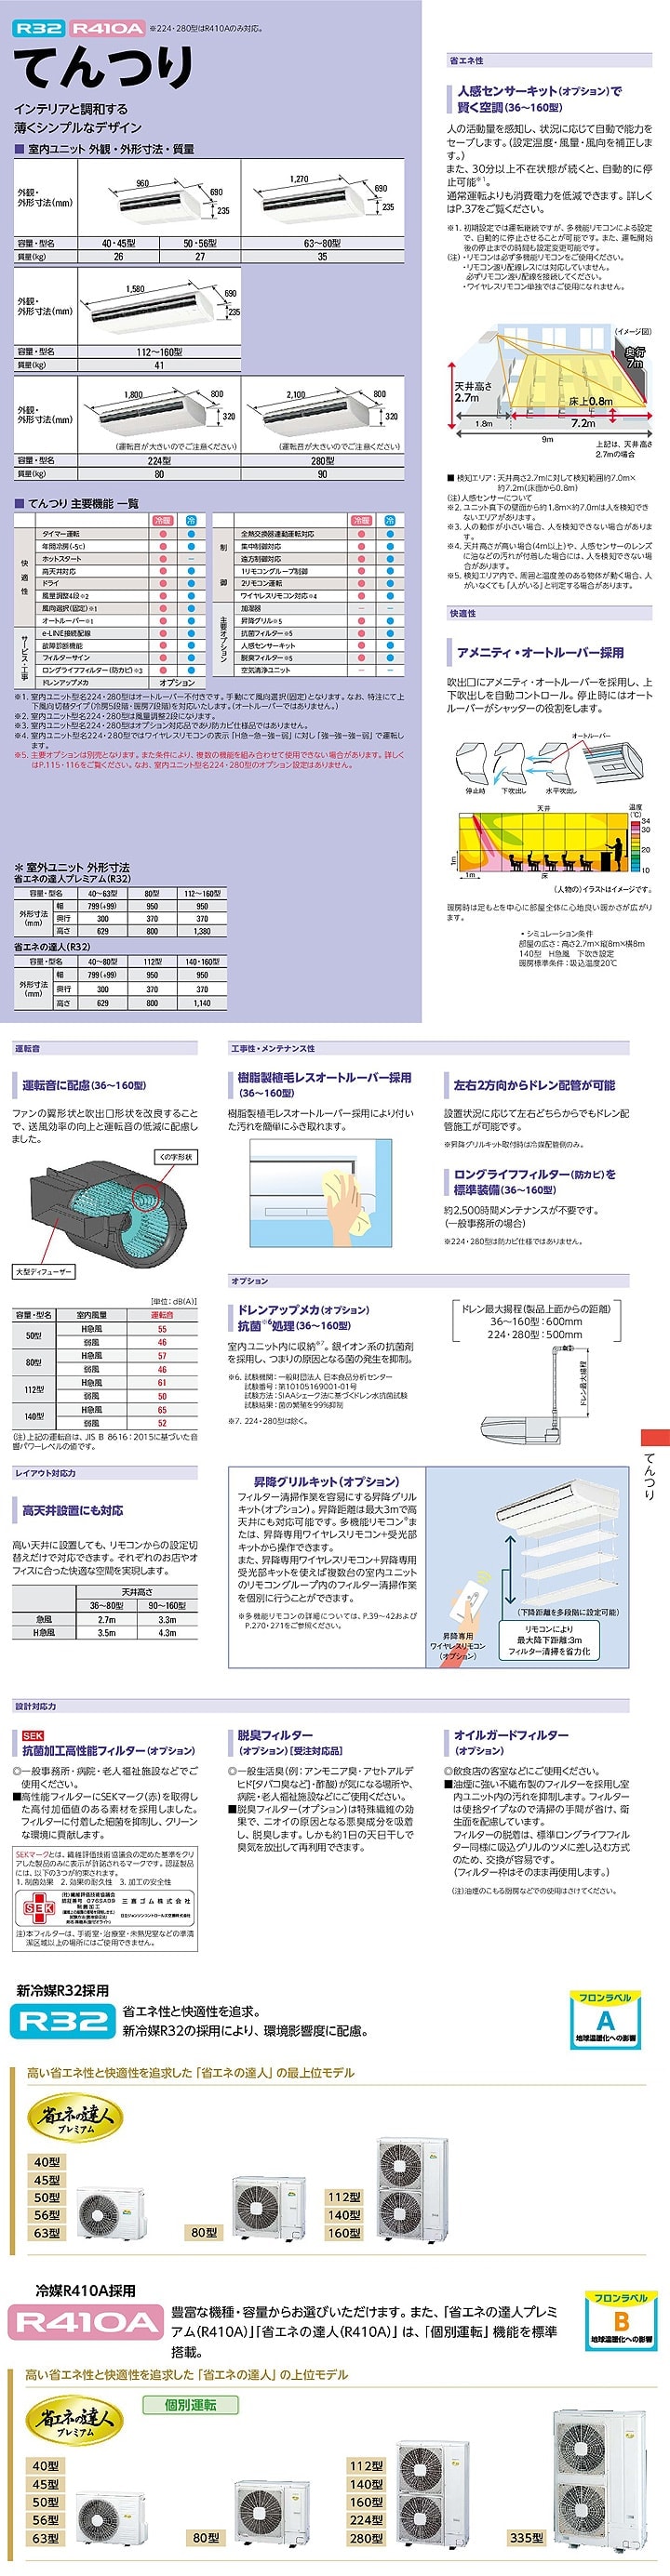 R32 R410A ※224・280型はR410Aのみ対応。
てんつり
インテリアと調和する
薄くシンプルなデザイン
■ 室内ユニット 外観・外形寸法・質量
外観・外形寸法(mm) 960 690 235 1,270 690 235
容量・型名 40・45型 50・56型 63～80型
質量(kg) 26 27 35
外観・外形寸法(mm) 1,580 690 235
容量・型名 112～160型
質量(kg) 41
外観・外形寸法(mm) 1,800 800 320 2,100 800 320
(運転音が大きいのでご注意ください) (運転音が大きいのでご注意ください)
容量・型名 224型 280型
質量(kg) 80 90
■ てんつり 主要機能 一覧
冷暖 冷 冷暖 冷
快適性
タイマー運転 ● ●
年間冷房(-5℃) ● ●
ホットスタート ● －
高天井対応 ● ●
ドライ ● ●
風量調整4段※2 ● ●
風向選択(固定)※1 ● ●
オートルーバー※1 ● ●
サービス・工事
e-LINE接続配線 ● ●
故障診断機能 ● ●
フィルターサイン ● ●
ロングライフフィルター(防カビ)※3 ● ●
ドレンアップメカ オプション
制御
全熱交換器連動運転対応 ● ●
集中制御対応 ● ●
遠方制御対応 ● ●
1リモコングループ制御 ● ●
2リモコン運転 ● ●
ワイヤレスリモコン対応※4 ● ●
主要オプション
加湿器 － －
昇降グリル※5 ● ●
抗菌フィルター※5 ● ●
人感センサーキット ● ●
脱臭フィルター※5 ● ●
空気清浄ユニット － －
※1. 室内ユニット型名224・280型はオートルーバー不付きです。手動にて風向選択(固定)となります。なお、特注にて上
下風向切替タイプ(冷房5段階・暖房7段階)を対応いたします。(オートルーバーではありません。)
※2. 室内ユニット型名224・280型は風量調整2段になります。
※3. 室内ユニット型名224・280型はオプション対応品であり防カビ仕様品ではありません。
※4. 室内ユニット型名224・280型ではワイヤレスリモコンの表示「H急ー急ー強ー弱」に対し「強ー強ー強ー弱」で運転し
ます。
※5. 主要オプションは別売となります。また条件により、複数の機能を組み合わせて使用できない場合があります。詳しく
はP.115・116をご覧ください。なお、室内ユニット型名224・280型のオプション設定はありません。
＊ 室外ユニット 外形寸法
省エネの達人プレミアム(R32)
容量・型名 40～63型 80型 112～160型
外形寸法(mm)
幅 799(+99) 950 950
奥行 300 370 370
高さ 629 800 1,380
省エネの達人(R32)
容量・型名 40～80型 112型 140・160型
外形寸法(mm)
幅 799(+99) 950 950
奥行 300 370 370
高さ 629 800 1,140
省エネ性
人感センサーキット(オプション)で
賢く空調(36～160型)
人の活動量を感知し、状況に応じて自動で能力を
セーブします。(設定温度・風量・風向を補正しま
す。)
また、30分以上不在状態が続くと、自動的に停
止可能※1。
通常運転よりも消費電力を低減できます。詳しく
はP.37をご覧ください。
※1. 初期設定では運転継続ですが、多機能リモコンによる設定
で、自動的に停止させることが可能です。また、運転開始
後の停止までの時間も設定変更可能です。
(注)・リモコンは必ず多機能リモコンをご使用ください。
・リモコン渡り配線レスには対応していません。
必ずリモコン渡り配線を接続してください。
・ワイヤレスリモコン単独ではご使用になれません。
(イメージ図)
奥行
7m
天井高さ
2.7m
床上0.8m
1.8m 7.2m
9m
上記は、天井高さ
2.7mの場合
■ 検知エリア：天井高さ2.7mに対して検知範囲約7.0m×
約7.2m(床面から0.8m)
(注)人感センサーについて
※2. ユニット真下の壁面から約1.8m×約7.0mは人を検知でき
ないエリアがあります。
※3. 人の動作が小さい場合、人を検知できない場合がありま
す。
※4. 天井高さが高い場合(4m以上)や、人感センサーのレンズ
に油などの汚れが付着した場合には、人を検知できない場
合があります。
※5. 検知エリア内で、周囲と温度差のある物体が動く場合、人
がいなくても「人がいる」と判定する場合があります。
快適性
アメニティ・オートルーバー採用
吹出口にアメニティ・オートルーバーを採用し、上
下吹出しを自動コントロール。停止時にはオート
ルーバーがシャッターの役割をします。
オートルーバー
停止時 下吹出し 水平吹出し
天井
温度
(℃)
34
30
20
10
1m
1m 床
(人物の)イラストはイメージです。
暖房時は足もとを中心に部屋全体に心地良い暖かさが広がり
ます。
・シミュレーション条件
部屋の広さ：高さ2.7m×縦8m×横8m
140型 H急風 下吹き設定
暖房標準条件：吸込温度20℃
運転音
運転音に配慮(36～160型)
ファンの翼形状と吹出口形状を改良すること
で、送風効率の向上と運転音の低減に配慮し
ました。
くの字形状
大型ディフューザー
[単位：dB(A)]
容量・型名 室内風量 運転音
50型 H急風 55
弱風 46
80型 H急風 57
弱風 46
112型 H急風 61
弱風 50
140型 H急風 65
弱風 52
(注)上記の運転音は、JIS B 8616：2015に基づいた音
響パワーレベルの値です。
レイアウト対応力
高天井設置にも対応
高い天井に設置しても、リモコンからの設定切
替えだけで対応できます。それぞれのお店やオ
フィスに合った快適な空間を実現します。
天井高さ
36～80型 90～160型
急風 2.7m 3.3m
H急風 3.5m 4.3m
工事性・メンテナンス性
樹脂製植毛レスオートルーバー採用
(36～160型)
樹脂製植毛レスオートルーバー採用により付い
た汚れを簡単にふき取れます。
左右2方向からドレン配管が可能
設置状況に応じて左右どちらからでもドレン配
管施工が可能です。
※昇降グリルキット取付時は冷媒配管側のみ。
ロングライフフィルター(防カビ)を
標準装備(36～160型)
約2,500時間メンテナンスが不要です。
(一般事務所の場合)
※224・280型は防カビ仕様ではありません。
オプション
ドレンアップメカ(オプション)
抗菌※6処理(36～160型)
室内ユニット内に収納※7。銀イオン系の抗菌剤
を採用し、つまりの原因となる菌の発生を抑制。
※6. 試験機関：一般財団法人 日本食品分析センター
試験番号：第10105169001-01号
試験方法：SIAAシェーク法に基づくドレン水抗菌試験
試験結果：菌の繁殖を99%抑制
※7. 224・280型は除く。
ドレン最大揚程(製品上面からの距離)
36～160型：600mm
224・280型：500mm
ドレン最大揚程
てんつり
昇降グリルキット(オプション)
フィルター清掃作業を容易にする昇降グリル
キット(オプション)。昇降距離は最大3mで高
天井にも対応可能です。多機能リモコン※ま
たは、昇降専用ワイヤレスリモコン+受光部
キットから操作できます。
また、昇降専用ワイヤレスリモコン+昇降専用
受光部キットを使えば複数台の室内ユニット
のリモコングループ内のフィルター清掃作業
を個別に行うことができます。
※多機能リモコンの詳細については、P.39～42および
P.270・271をご参照ください。
(下降距離を多段階に設定可能)
昇降専用
ワイヤレスリモコン
(オプション)
リモコンにより
最大降下距離:3m
フィルター清掃を省力化
設計対応力
SEK
抗菌加工高性能フィルター(オプション)
◎一般事務所・病院・老人福祉施設などでご
使用ください。
■高性能フィルターにSEKマーク(赤)を取得し
た高付加価値のある素材を採用しました。
フィルターに付着した細菌を抑制し、クリーン
な環境に貢献します。
SEKマークとは、繊維評価技術協議会の定めた基準をクリ
アした製品のみに表示が許諾されるマークです。認証製品
には、以下の3つが約束されます。
1. 制菌効果 2. 効果の耐久性 3. 加工の安全性
SEK
(社)繊維評価技術協議会
制菌加工
三喜ゴム株式会社
注)本フィルターは、手術室・治療室・未熟児室などの準清
潔区域以上の場所にはご使用できません。
脱臭フィルター
(オプション)[受注対応品]
◎一般生活臭(例：アンモニア臭・アセトアルデ
ヒド[タバコ臭など]・酢酸)が気になる場所や、
病院・老人福祉施設などにご使用ください。
■脱臭フィルター(オプション)は特殊繊維の効
果で、ニオイの原因となる悪臭成分を吸着
し、脱臭します。しかも約1日の天日干しで
臭気を放出して再利用できます。
オイルガードフィルター
(オプション)
◎飲食店の客室などにご使用ください。
■油煙に強い不織布製のフィルターを採用し室
内ユニット内の汚れを抑制します。フィルター
は使捨タイプなので清掃の手間が省け、衛
生面を配慮しています。
フィルターの脱着は、標準ロングライフフィル
ター同様に吸込グリルのツメに差し込む方式
のため、交換が容易です。
(フィルター枠はそのまま再使用します。)
(注)油煙のこもる厨房などでの使用はさけてください。
新冷媒R32採用
R32
省エネ性と快適性を追求。
新冷媒R32の採用により、環境影響度に配慮。
フロンラベル
A
地球温暖化への影響
高い省エネ性と快適性を追求した「省エネの達人」の最上位モデル
省エネの達人
プレミアム
40型
45型
50型
56型
63型
80型
112型
140型
160型
冷媒R410A採用
R410A
豊富な機種・容量からお選びいただけます。また、「省エネの達人プレミ
アム(R410A)」「省エネの達人(R410A)」は、「個別運転」機能を標準
搭載。
フロンラベル
B
地球温暖化への影響
高い省エネ性と快適性を追求した「省エネの達人」の上位モデル
省エネの達人
プレミアム
個別運転
40型
45型
50型
56型
63型
80型
112型
140型
160型
224型
280型
335型